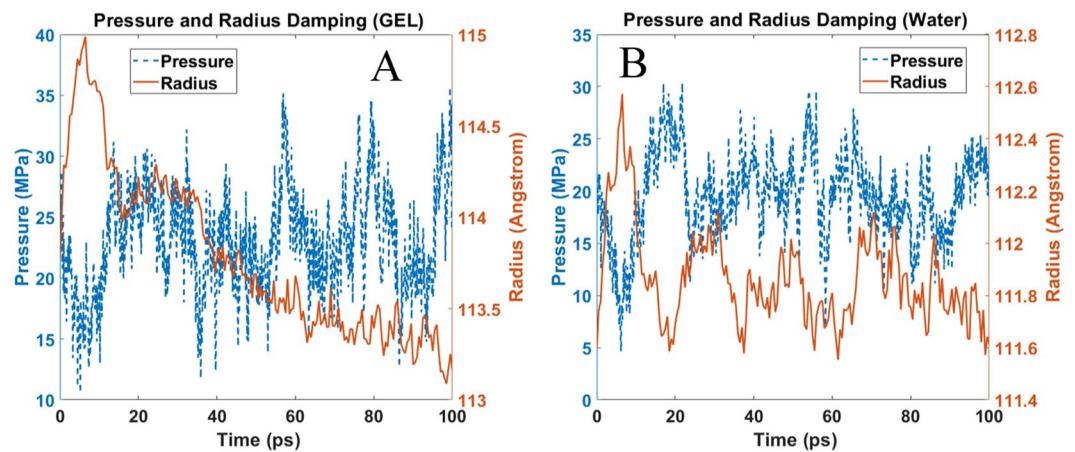 Pressure and Radius Damping (GEL)
A
Pressure
Radius
40
35
30
25
20
15
10
Pressure (MPa)
115
114.5
114
113.5
113
Radius (Angstrom)
0
20
40
60
80
100
Time (ps)
Pressure and Radius Damping (Water)
B
Pressure
Radius
35
30
25
20
15
10
5
0
Pressure (MPa)
112.8
112.6
112.4
112.2
112
111.8
111.6
111.4
Radius (Angstrom)
0
20
40
60
80
100
Time (ps)